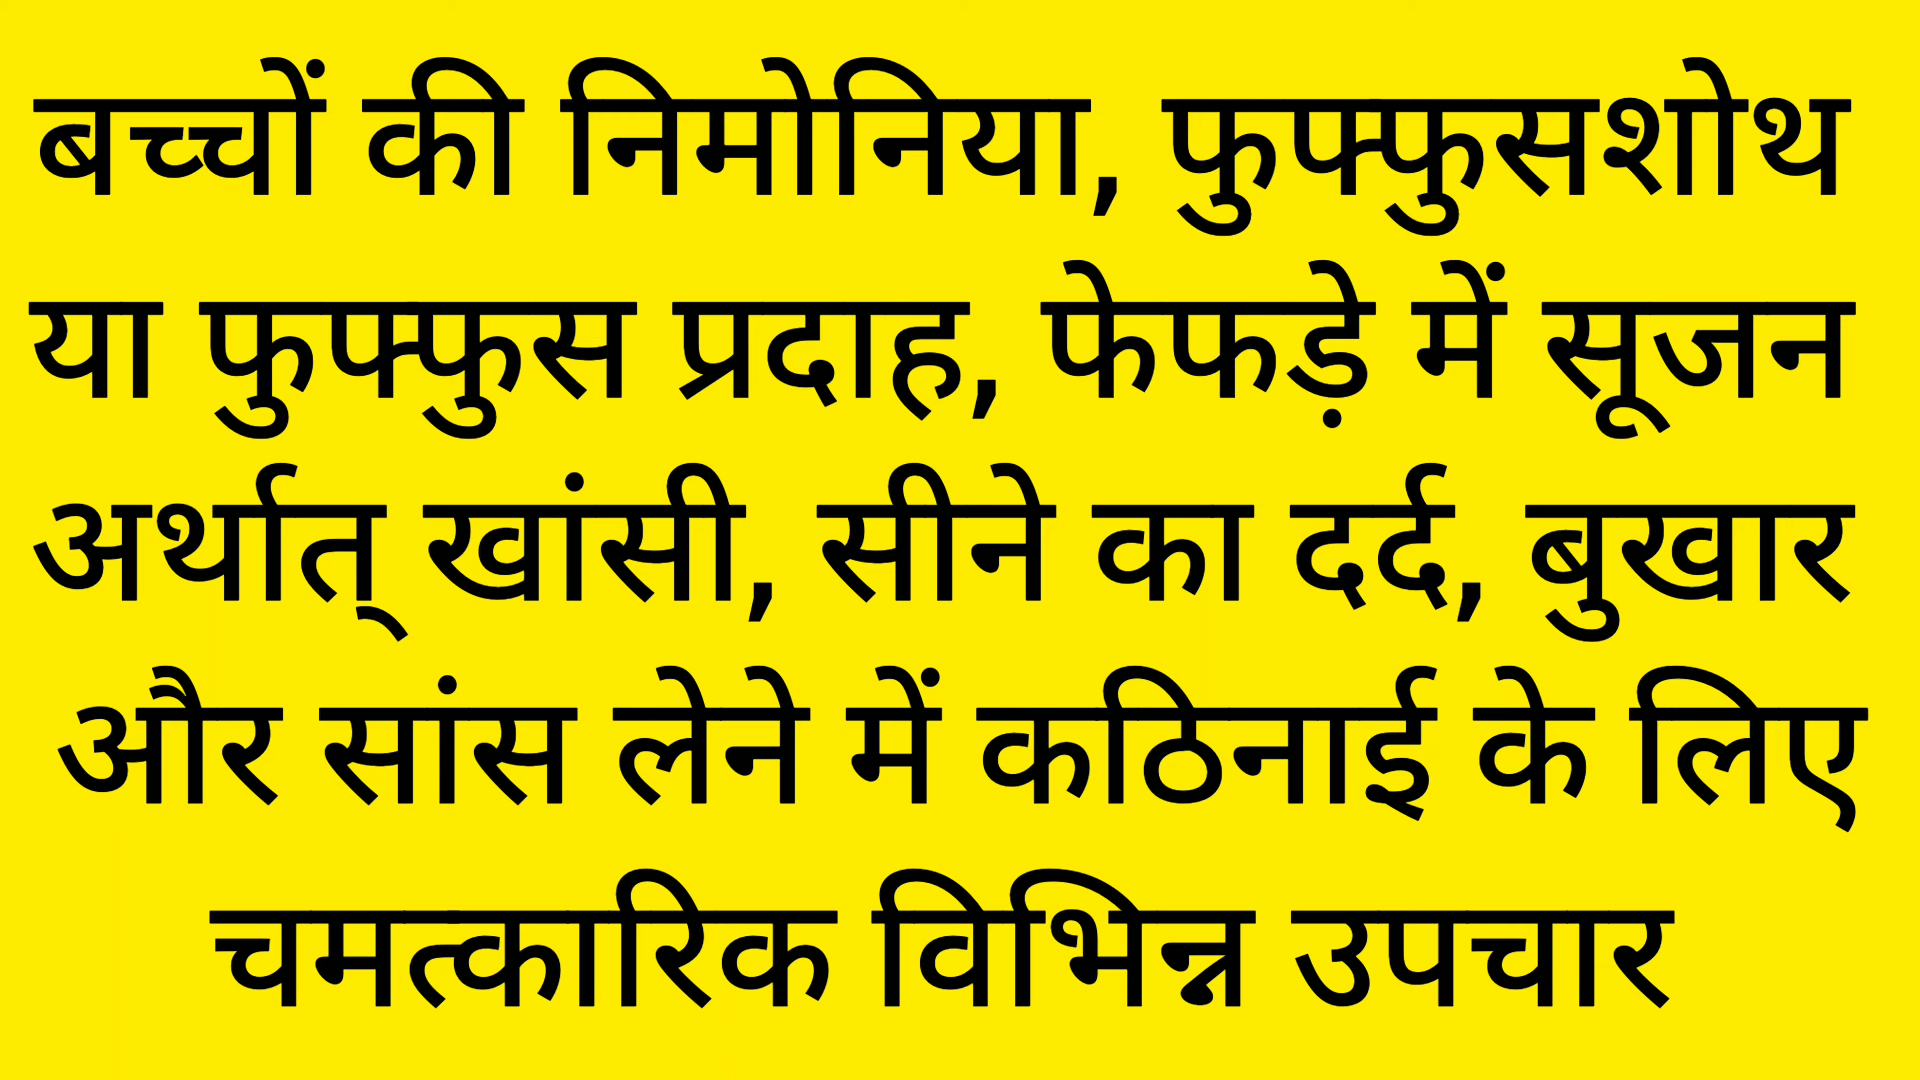 बच्चों की निमोनिया, फुफ्फुसशोथ
या फुफ्फुस प्रदाह, फेफड़े में सूजन
अर्थात् खांसी, सीने का दर्द, बुखार
और सांस लेने में कठिनाई के लिए
चमत्कारिक विभिन्न उपचार